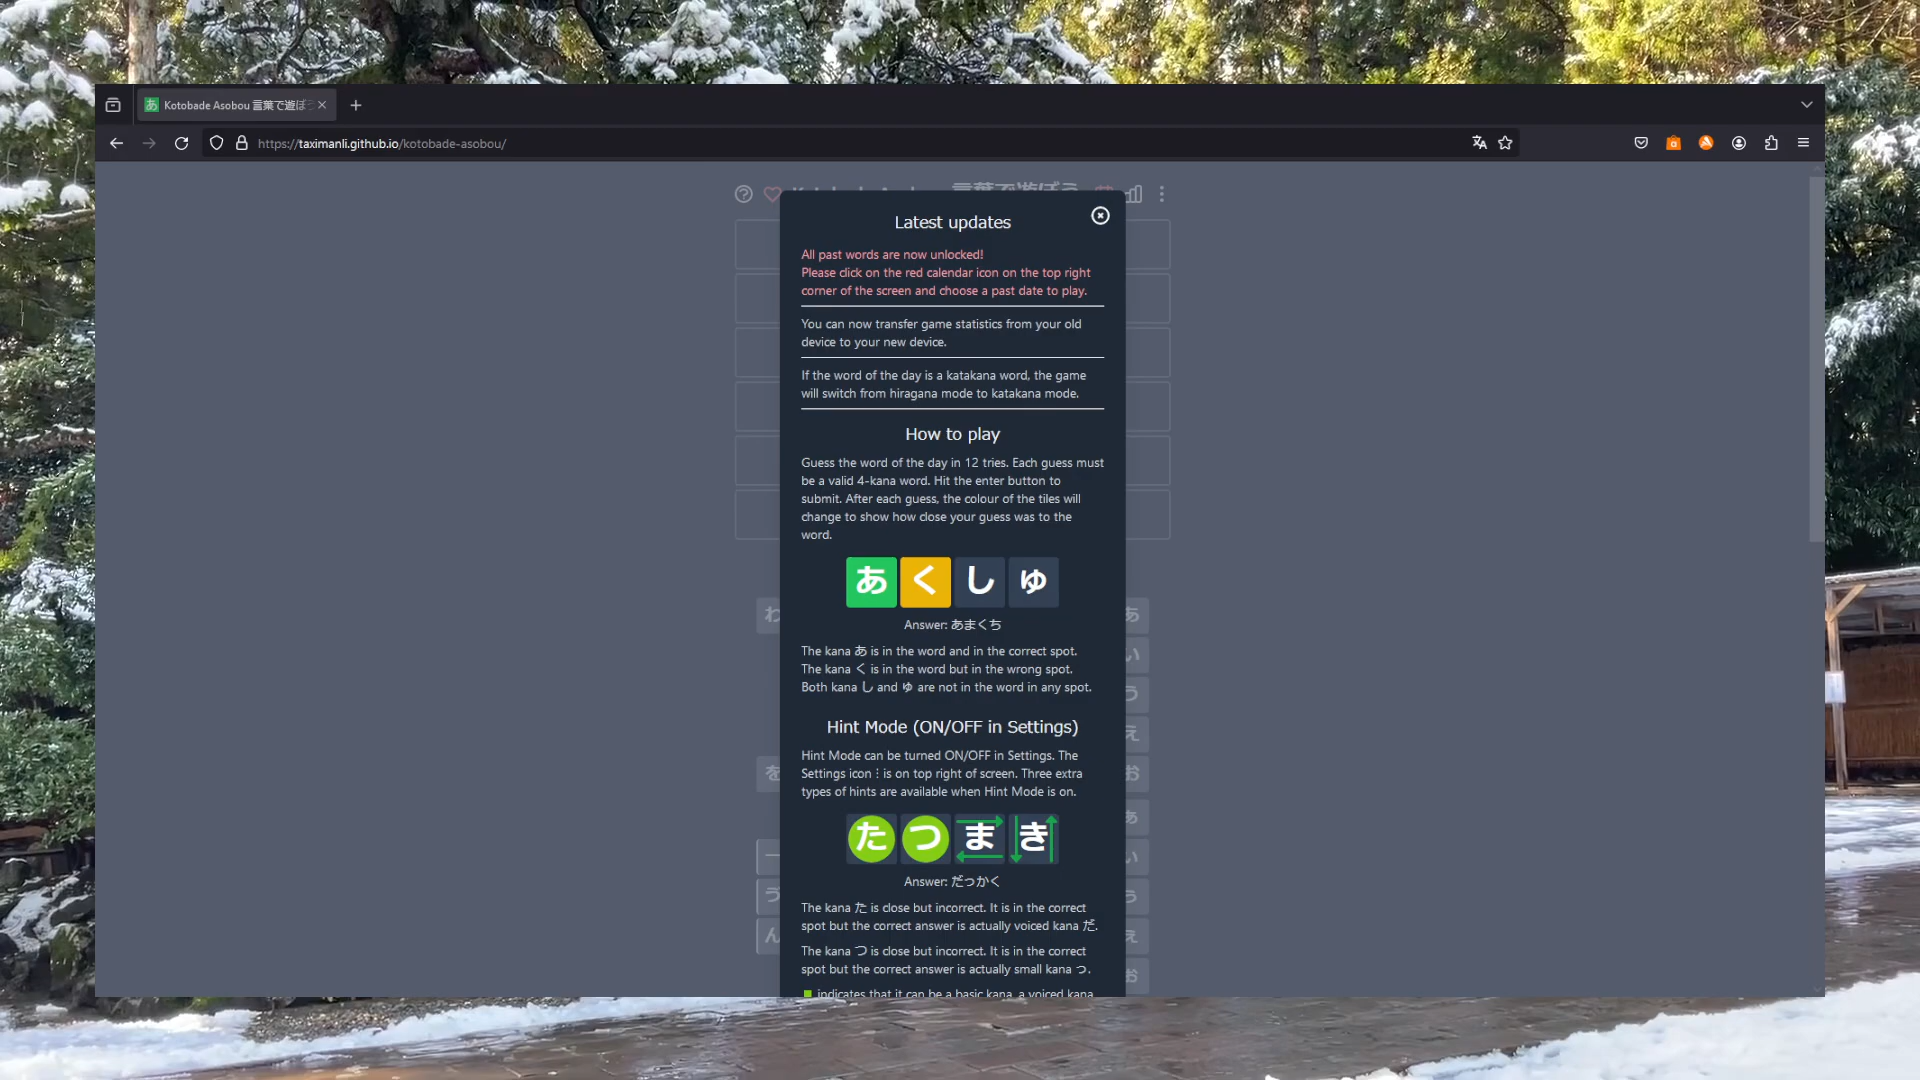 Kotobade Asobou 言葉で遊ぼう
https://taximanli.github.io/kotobade-asobou/
Latest updates
All past words are now unlocked!
Please click on the red calendar icon on the top right
corner of the screen and choose a past date to play.
You can now transfer game statistics from your old
device to your new device.
If the word of the day is a katakana word, the game
will switch from hiragana mode to katakana mode.
How to play
Guess the word of the day in 12 tries. Each guess must
be a valid 4-kana word. Hit the enter button to
submit. After each guess, the colour of the tiles will
change to show how close your guess was to the
word.
あくしゅ
Answer: あまくち
The kana あ is in the word and in the correct spot.
The kana く is in the word but in the wrong spot.
Both kana し and ゅ are not in the word in any spot.
Hint Mode (ON/OFF in Settings)
Hint Mode can be turned ON/OFF in Settings. The
Settings icon ⋮ is on top right of screen. Three extra
types of hints are available when Hint Mode is on.
たつまき
Answer: だっかく
The kana た is close but incorrect. It is in the correct
spot but the correct answer is actually voiced kana だ.
The kana つ is close but incorrect. It is in the correct
spot but the correct answer is actually small kana っ.
indicates that it can be a basic kana, a voiced kana